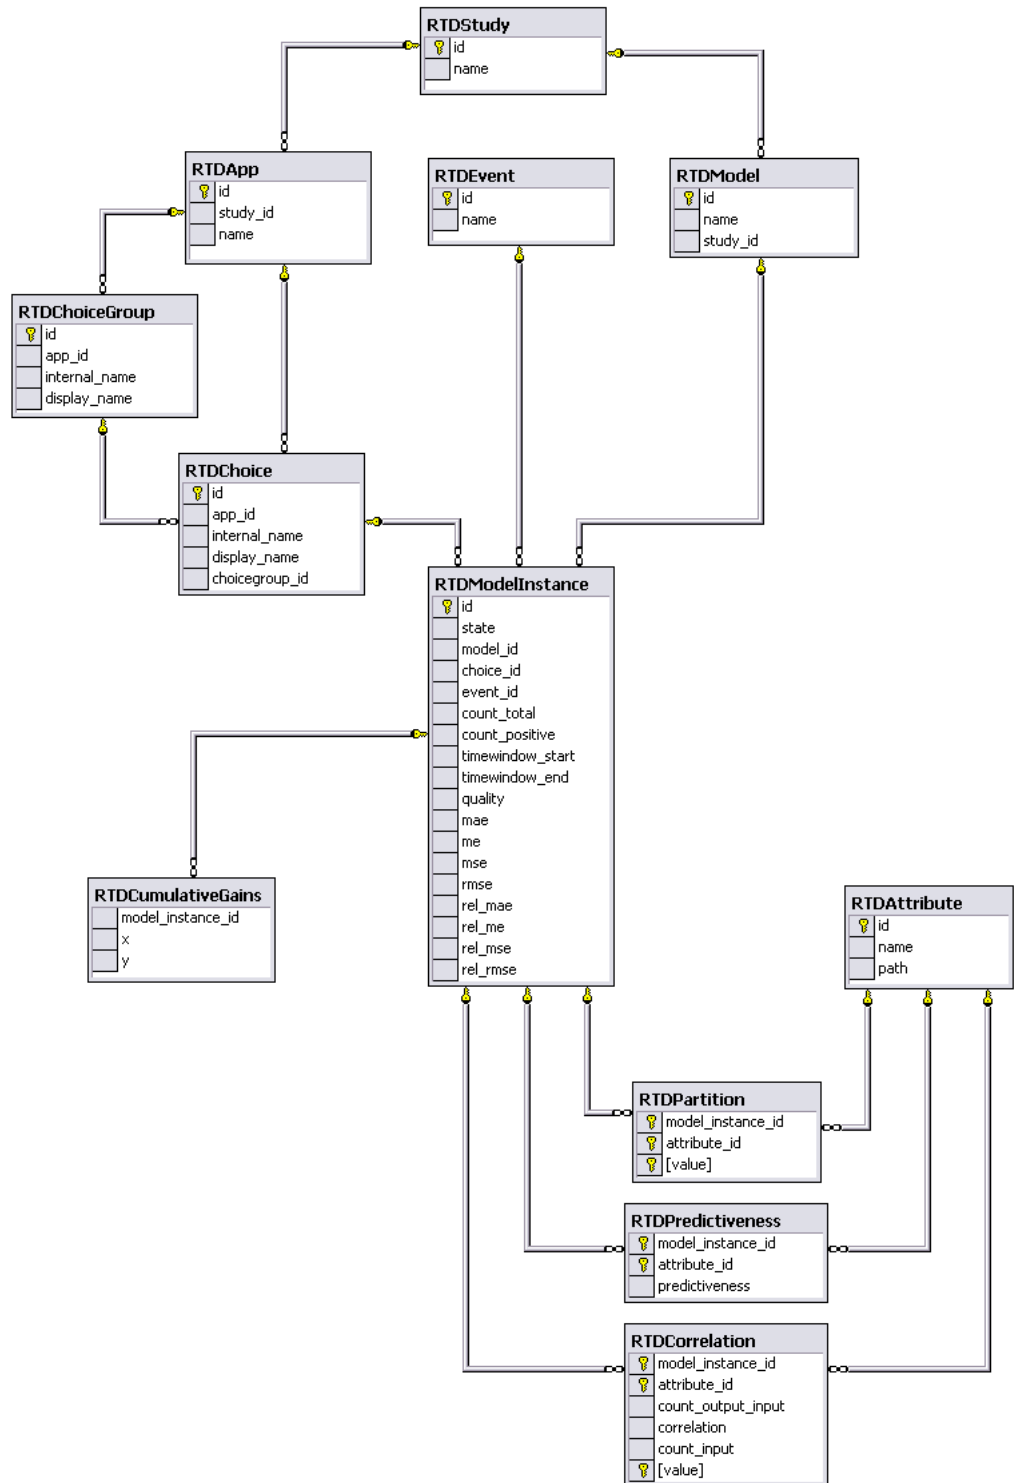 RTDStudy
id
name
RTDApp
id
study_id
name
RTDEvent
id
name
RTDModel
id
name
study_id
RTDChoiceGroup
id
app_id
internal_name
display_name
RTDChoice
id
app_id
internal_name
display_name
choicegroup_id
RTDModelInstance
id
state
model_id
choice_id
event_id
count_total
count_positive
timewindow_start
timewindow_end
quality
mae
me
mse
rmse
rel_mae
rel_me
rel_mse
rel_rmse
RTDCumulativeGains
model_instance_id
x
y
RTDAttribute
id
name
path
RTDPartition
model_instance_id
attribute_id
[value]
RTDPredictiveness
model_instance_id
attribute_id
predictiveness
RTDCorrelation
model_instance_id
attribute_id
count_output_input
correlation
count_input
[value]